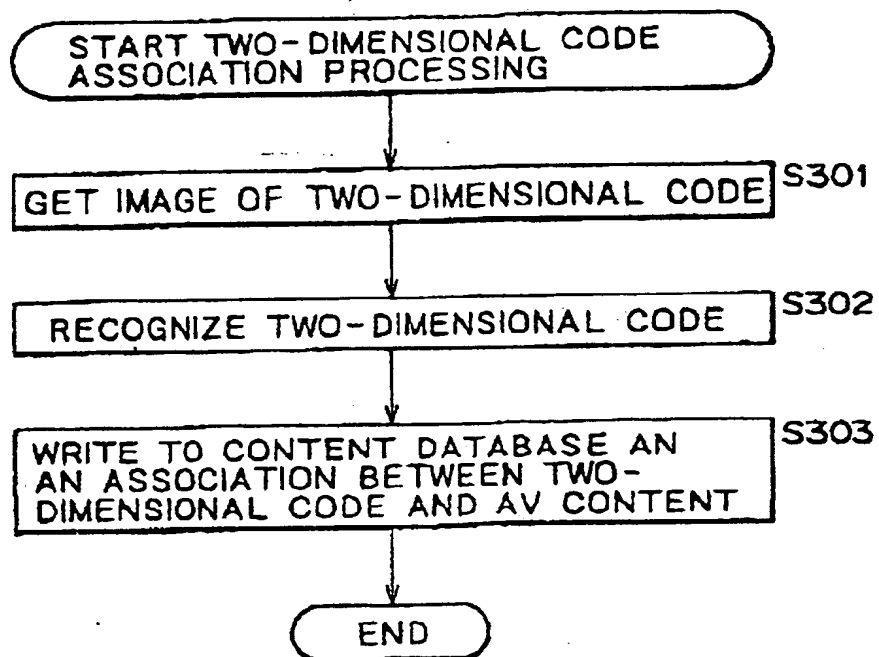 START TWO-DIMENSIONAL CODE
ASSOCIATION PROCESSING
GET IMAGE OF TWO-DIMENSIONAL CODE
S301
RECOGNIZE TWO-DIMENSIONAL CODE
S302
WRITE TO CONTENT DATABASE AN
AN ASSOCIATION BETWEEN TWO-
DIMENSIONAL CODE AND AV CONTENT
S303
END